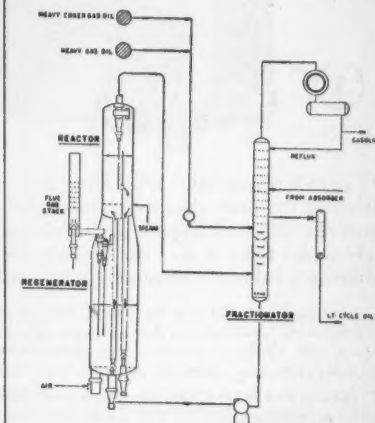 HEAVY COKER GAS OIL
HEAVY GAS OIL
REACTOR
GASOLINE
REFLUX
FLUE
GAS
STACK
FROM ABSORBER
STEAM
REGENERATOR
FRACTIONATOR
LT CYCLE OIL
AIR